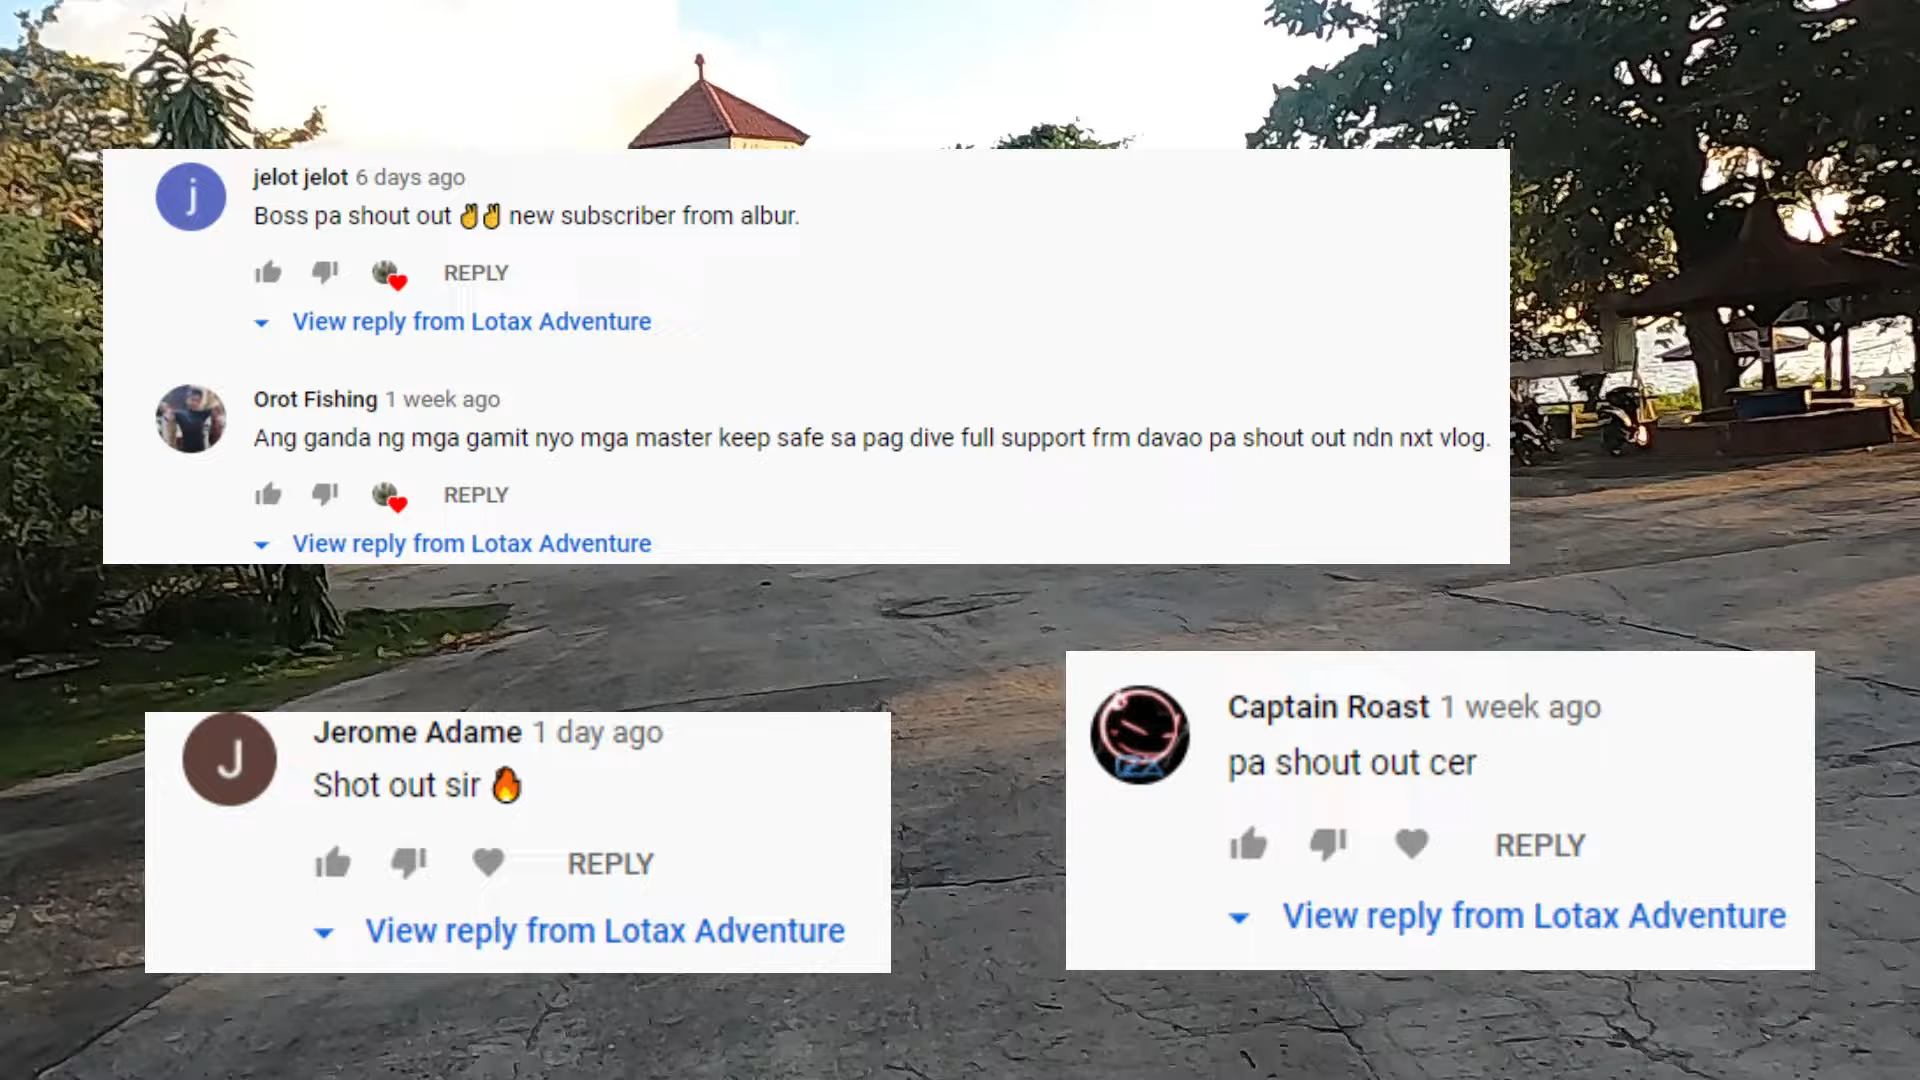 j
jelot jelot 6 days ago
Boss pa shout out ✌✌ new subscriber from albur.
REPLY
View reply from Lotax Adventure
Orot Fishing 1 week ago
Ang ganda ng mga gamit nyo mga master keep safe sa pag dive full support frm davao pa shout out ndn nxt vlog.
REPLY
View reply from Lotax Adventure
J
Jerome Adame 1 day ago
Shot out sir 🔥
REPLY
View reply from Lotax Adventure
Captain Roast 1 week ago
pa shout out cer
REPLY
View reply from Lotax Adventure